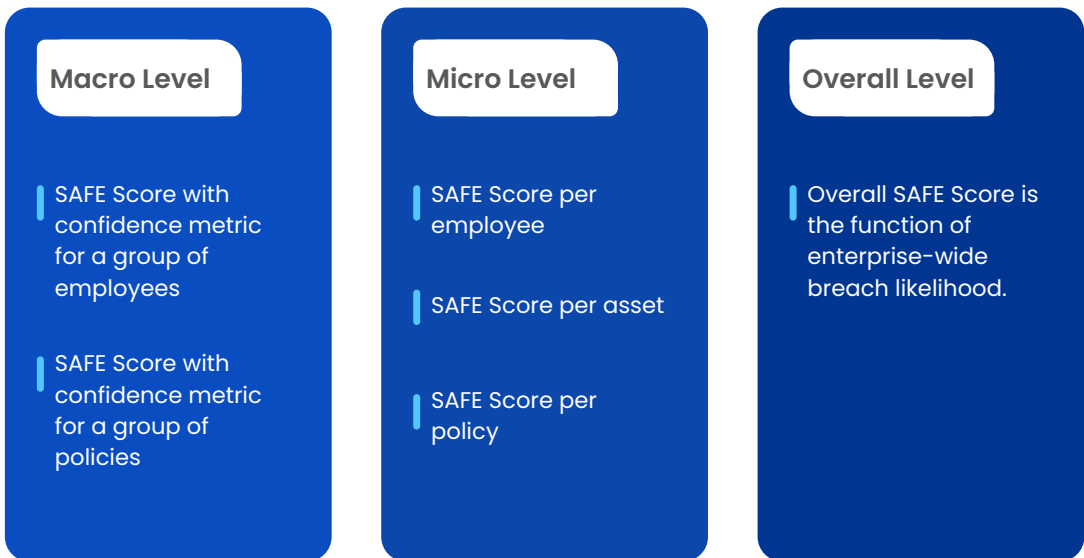 Macro Level
SAFE Score with
confidence metric
for a group of
employees
SAFE Score with
confidence metric
for a group of
policies
Micro Level
SAFE Score per
employee
SAFE Score per asset
SAFE Score per
policy
Overall Level
Overall SAFE Score is
the function of
enterprise-wide
breach likelihood.